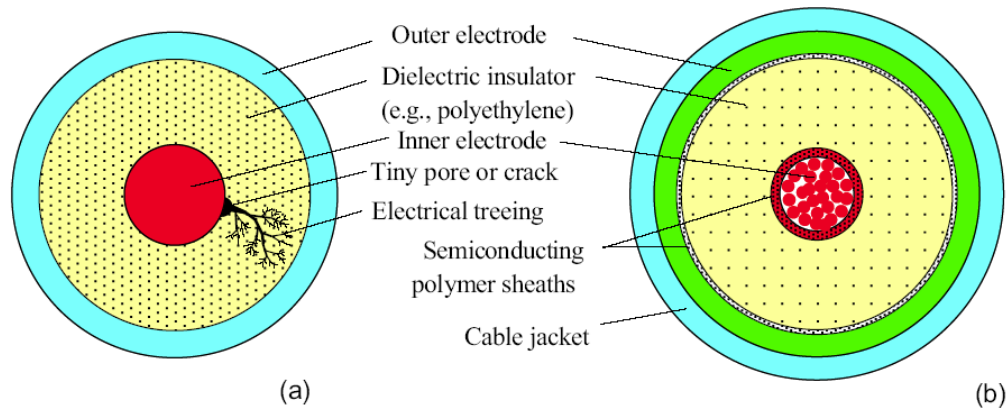 Outer electrode
Dielectric insulator
(e.g., polyethylene)
Inner electrode
Tiny pore or crack
Electrical treeing
Semiconducting
polymer sheaths
Cable jacket
(a)
(b)